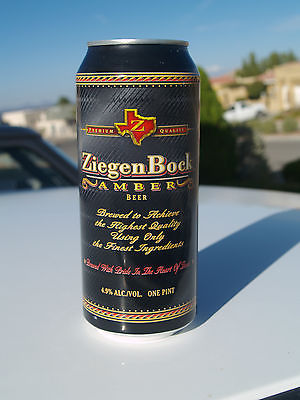 Z
PREMIUM QUALITY
ZiegenBock
AMBER
BEER
Brewed to Achieve
the Highest Quality
Using Only
the Finest Ingredients
Brewed With Pride In The Heart Of
4.9% ALC./VOL. ONE PINT